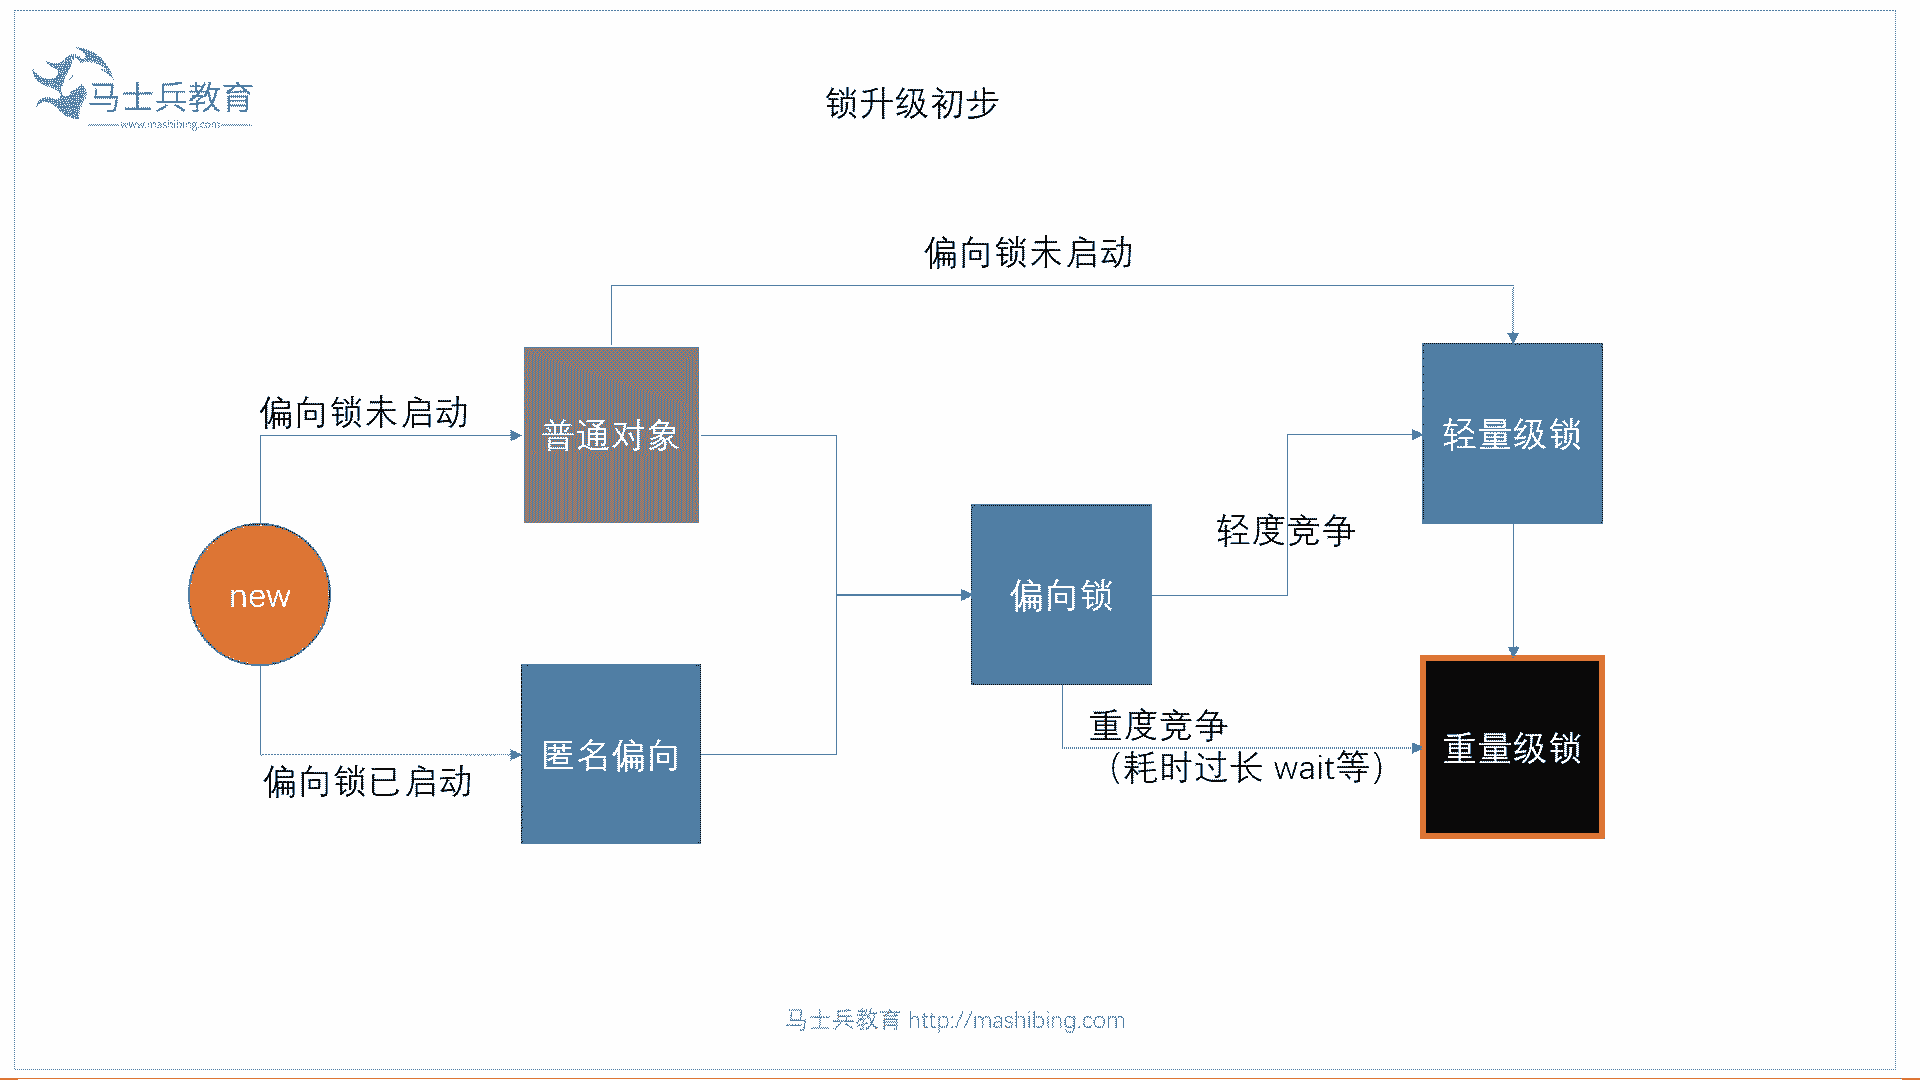 马士兵教育
www.mashibing.com
锁升级初步
偏向锁未启动
偏向锁未启动
普通对象
轻量级锁
轻度竞争
new
偏向锁
重度竞争
（耗时过长 wait等）
重量级锁
匿名偏向
偏向锁已启动
马士兵教育 http://mashibing.com